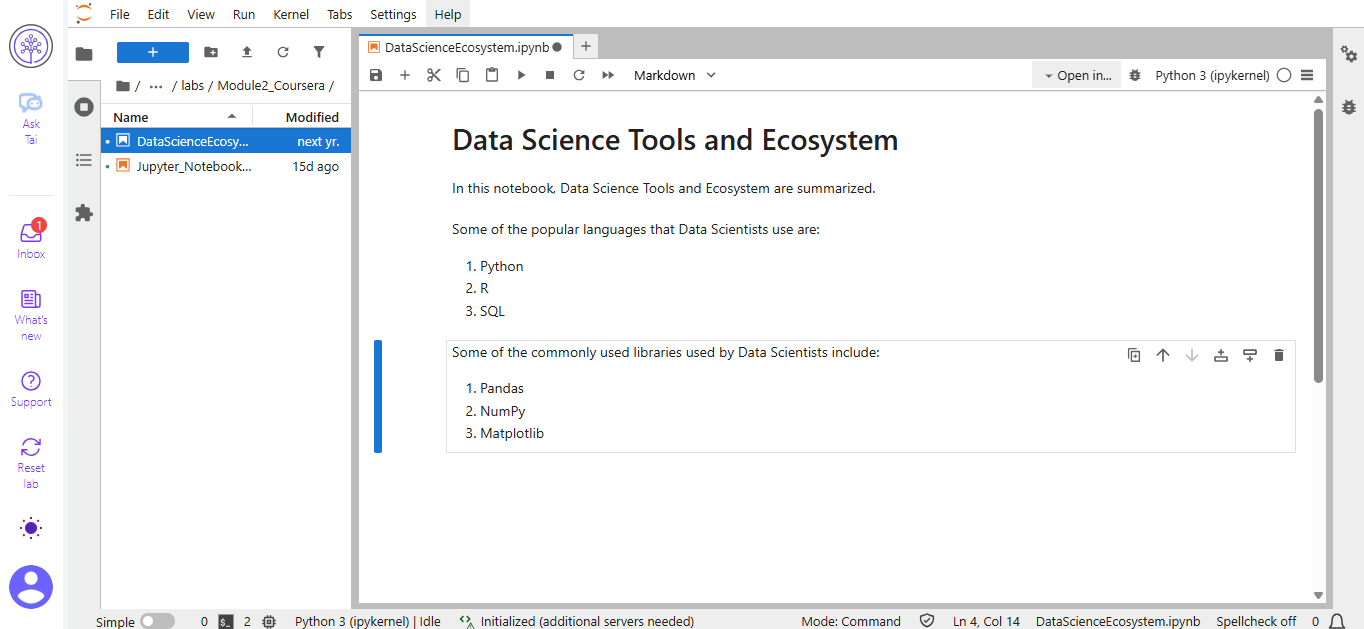 File Edit View Run Kernel Tabs Settings Help
Ask
Tai
1
Inbox
What's
new
Support
Reset
lab
+
/ ··· / labs / Module2_Coursera /
Name Modified
DataScienceEcosy... next yr.
Jupyter_Notebook... 15d ago
DataScienceEcosystem.ipynb
Markdown
Open in...
Python 3 (ipykernel)
Data Science Tools and Ecosystem
In this notebook, Data Science Tools and Ecosystem are summarized.
Some of the popular languages that Data Scientists use are:
1. Python
2. R
3. SQL
Some of the commonly used libraries used by Data Scientists include:
1. Pandas
2. NumPy
3. Matplotlib
Simple 0 $_ 2 Python 3 (ipykernel) | Idle Initialized (additional servers needed) Mode: Command Ln 4, Col 14 DataScienceEcosystem.ipynb Spellcheck off 0